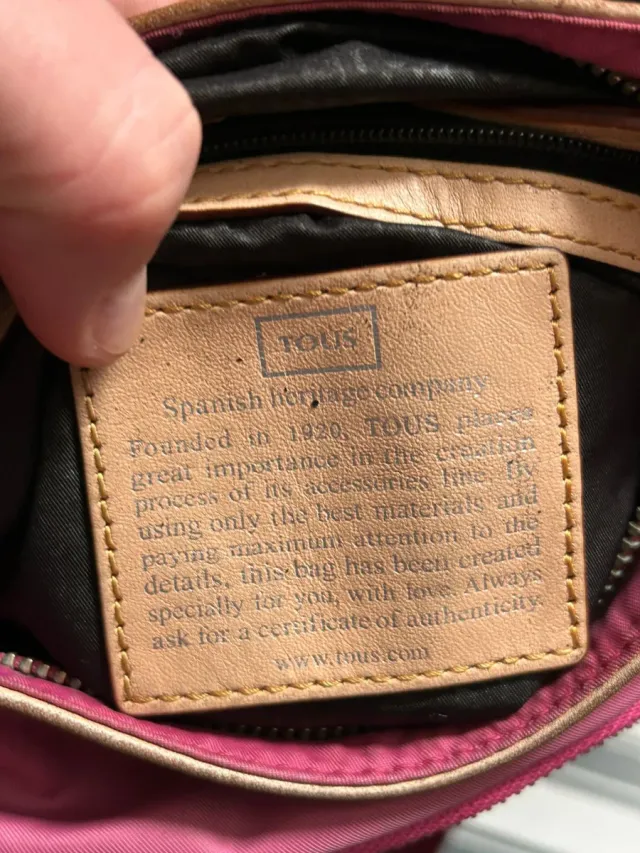 TOUS
Spanish heritage company
Founded in 1920, TOUS places
great importance in the creation
process of its accessories line. By
using only the best materials and
paying maximum attention to the
details, this bag has been created
specially for you, with love. Always
ask for a certificate of authenticity.
www.tous.com